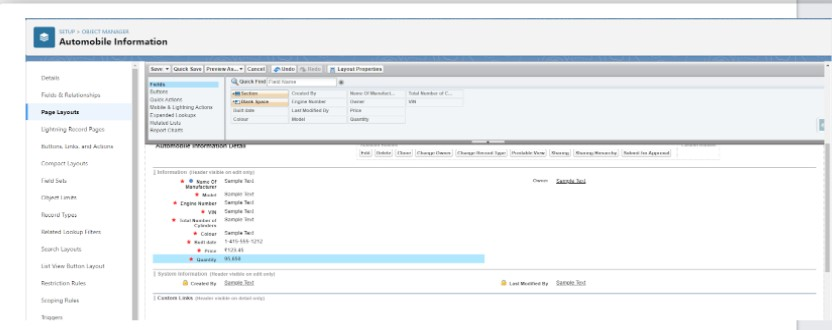 SETUP > OBJECT MANAGER
Automobile Information
Details
Fields & Relationships
Page Layouts
Lightning Record Pages
Buttons, Links, and Actions
Compact Layouts
Field Sets
Object Limits
Record Types
Related Lookup Filters
Search Layouts
List View Button Layout
Restriction Rules
Scoping Rules
Triggers
Save Quick Save Preview As... Cancel Undo Redo Layout Properties
Fields
Buttons
Quick Actions
Mobile & Lightning Actions
Expanded Lookups
Related Lists
Report Charts
Quick Find Field Name
Section Created By Name Of Manufact... Total Number of C...
Blank Space Engine Number Owner VIN
Built date Last Modified By Price
Colour Model Quantity
Automobile Information Detail
Edit Delete Clone Change Owner Change Record Type Printable View Sharing Sharing Hierarchy Submit for Approval
Information (Header visible on edit only)
Name Of Manufacturer Sample Text
Owner Sample Text
Model Sample Text
Engine Number Sample Text
VIN Sample Text
Total Number of Cylinders Sample Text
Colour Sample Text
Built date 1-415-555-1212
Price
Quantity
System Information (Header visible on edit only)
Created By Sample Text
Last Modified By Sample Text
Custom Links (Header visible on detail only)